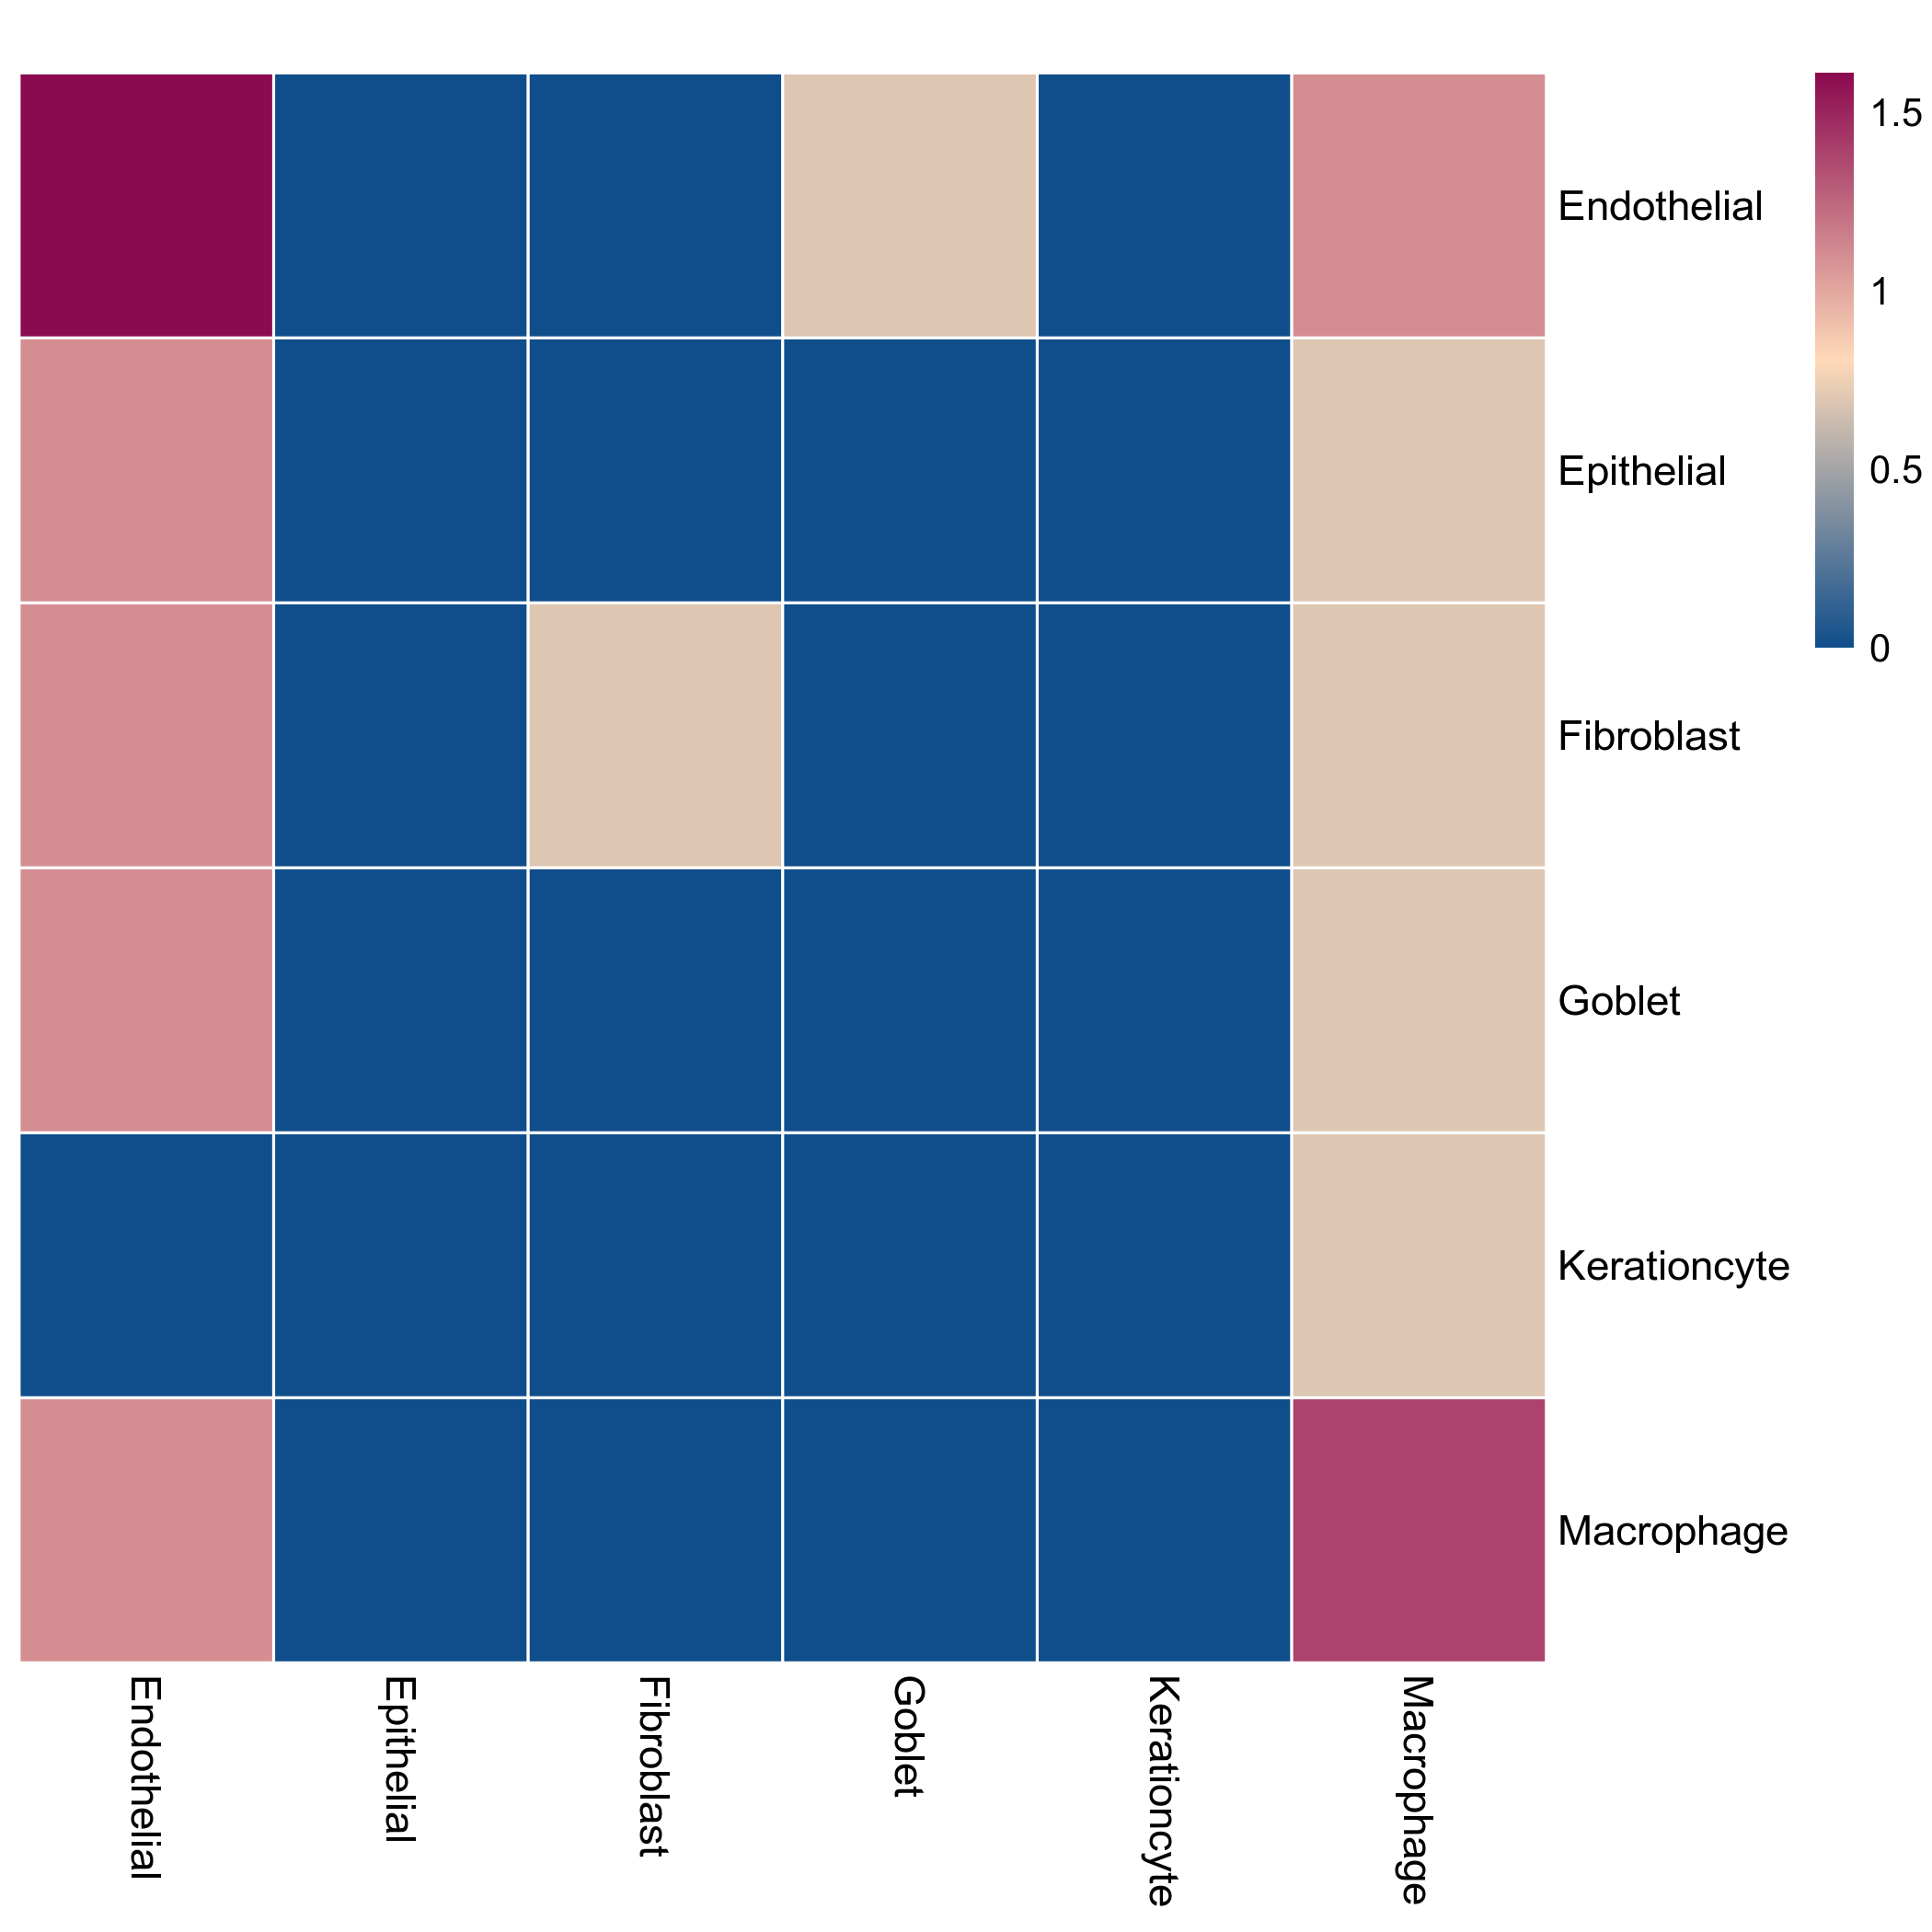 1.5
Endothelial
1
Epithelial
0.5
0
Fibroblast
Goblet
Kerationcyte
Macrophage
Endothelial
Epithelial
Fibroblast
Goblet
Kerationcyte
Macrophage